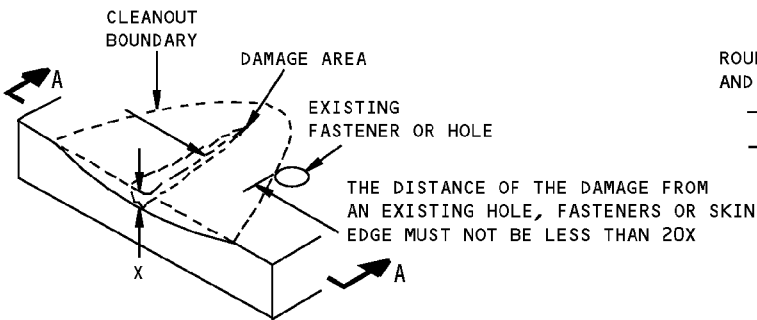 CLEANOUT
BOUNDARY
DAMAGE AREA
A
EXISTING
FASTENER OR HOLE
THE DISTANCE OF THE DAMAGE FROM
AN EXISTING HOLE, FASTENERS OR SKIN
EDGE MUST NOT BE LESS THAN 20X
X
A
AND